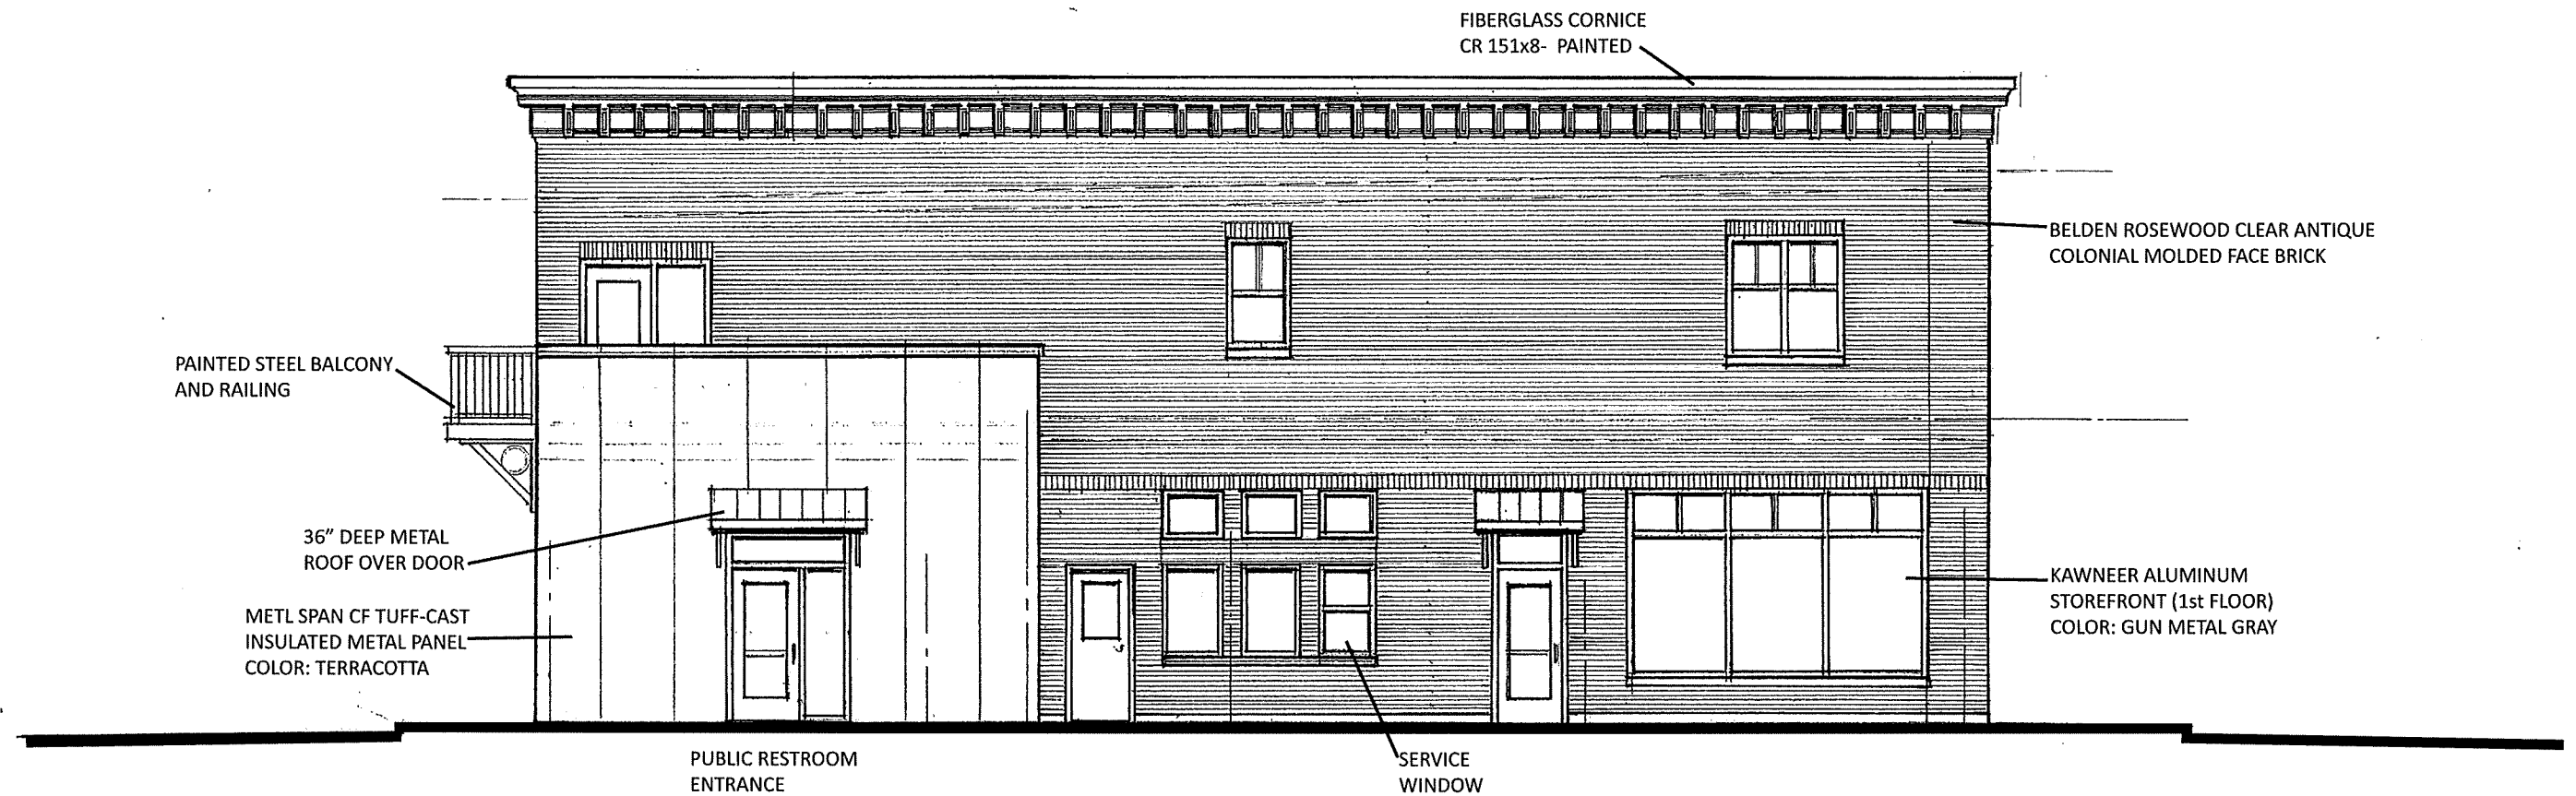 FIBERGLASS CORNICE
CR 151x8- PAINTED
BELDEN ROSEWOOD CLEAR ANTIQUE
COLONIAL MOLDED FACE BRICK
PAINTED STEEL BALCONY
AND RAILING
36” DEEP METAL
ROOF OVER DOOR
METL SPAN CF TUFF-CAST
INSULATED METAL PANEL
COLOR: TERRACOTTA
KAWNEER ALUMINUM
STOREFRONT (1st FLOOR)
COLOR: GUN METAL GRAY
PUBLIC RESTROOM
ENTRANCE
SERVICE
WINDOW